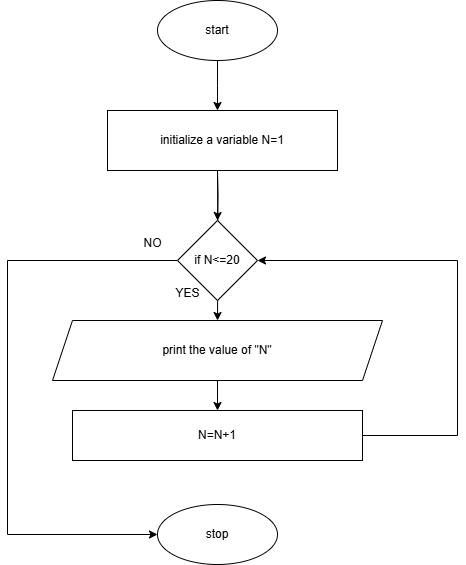 start
initialize a variable N=1
NO
if N<=20
YES
print the value of "N"
N=N+1
stop